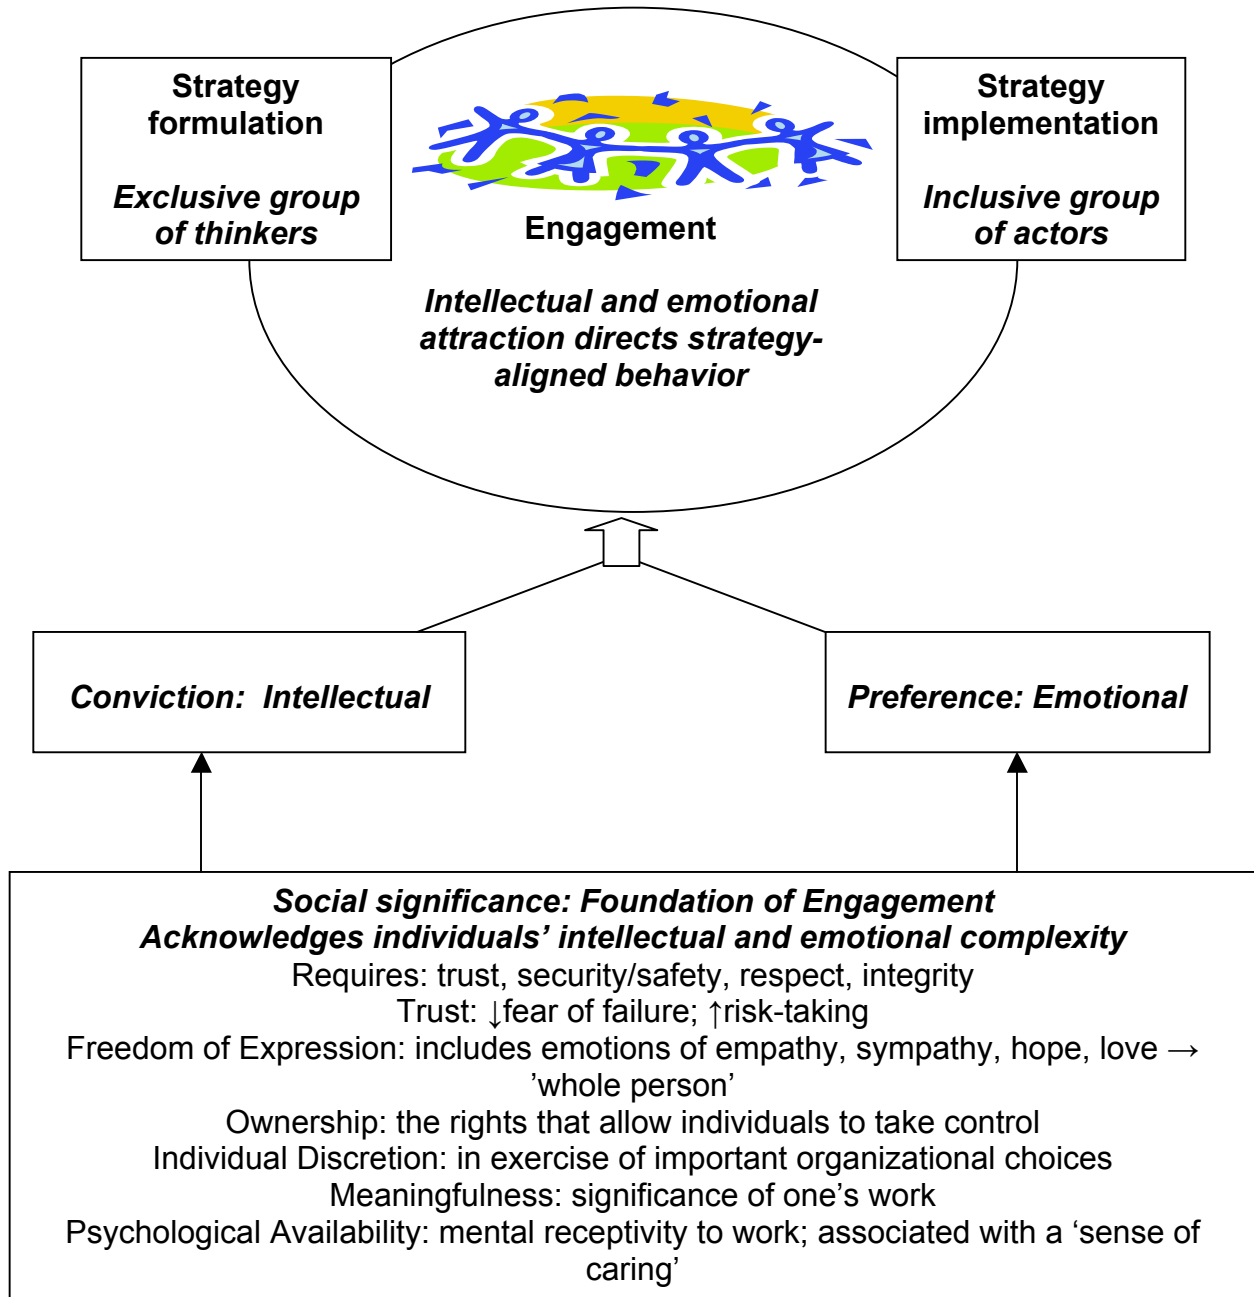 Strategy
formulation
Exclusive group
of thinkers
Strategy
implementation
Inclusive group
of actors
Engagement
Intellectual and emotional
attraction directs strategy-
aligned behavior
Conviction:  Intellectual
Preference: Emotional
Social significance: Foundation of Engagement
Acknowledges individuals’ intellectual and emotional complexity
Requires: trust, security/safety, respect, integrity
Trust: ↓fear of failure; ↑risk-taking
Freedom of Expression: includes emotions of empathy, sympathy, hope, love →
’whole person’
Ownership: the rights that allow individuals to take control
Individual Discretion: in exercise of important organizational choices
Meaningfulness: significance of one’s work
Psychological Availability: mental receptivity to work; associated with a ‘sense of
caring’